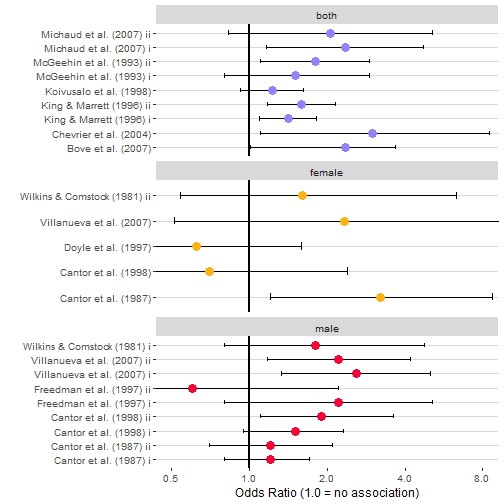 both
Michaud et al. (2007) ii
Michaud et al. (2007) i
McGeehin et al. (1993) ii
McGeehin et al. (1993) i
Koivusalo et al. (1998)
King & Marrett (1996) ii
King & Marrett (1996) i
Chevrier et al. (2004)
Bove et al. (2007)
female
Wilkins & Comstock (1981) ii
Villanueva et al. (2007)
Doyle et al. (1997)
Cantor et al. (1998)
Cantor et al. (1987)
male
Wilkins & Comstock (1981) i
Villanueva et al. (2007) ii
Villanueva et al. (2007) i
Freedman et al. (1997) ii
Freedman et al. (1997) i
Cantor et al. (1998) ii
Cantor et al. (1998) i
Cantor et al. (1987) ii
Cantor et al. (1987) i
0.5 1.0 2.0 4.0 8.0
Odds Ratio (1.0 = no association)